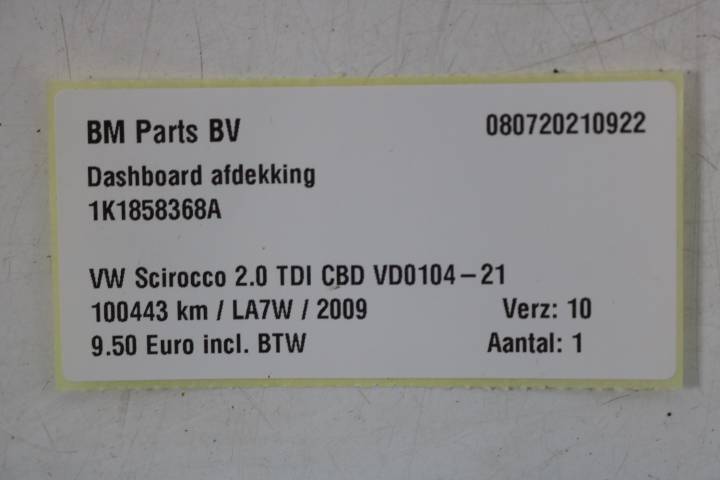 BM Parts BV 080720210922
Dashboard afdekking
1K1858368A
VW Scirocco 2.0 TDI CBD VD0104-21
100443 km / LA7W / 2009 Verz: 10
9.50 Euro incl. BTW Aantal: 1